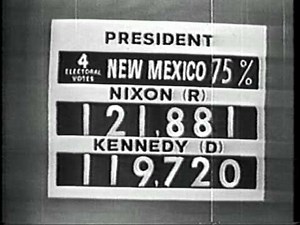 PRESIDENT
4 ELECTORAL VOTES NEW MEXICO 75%
NIXON (R)
121,881
KENNEDY (D)
119,720